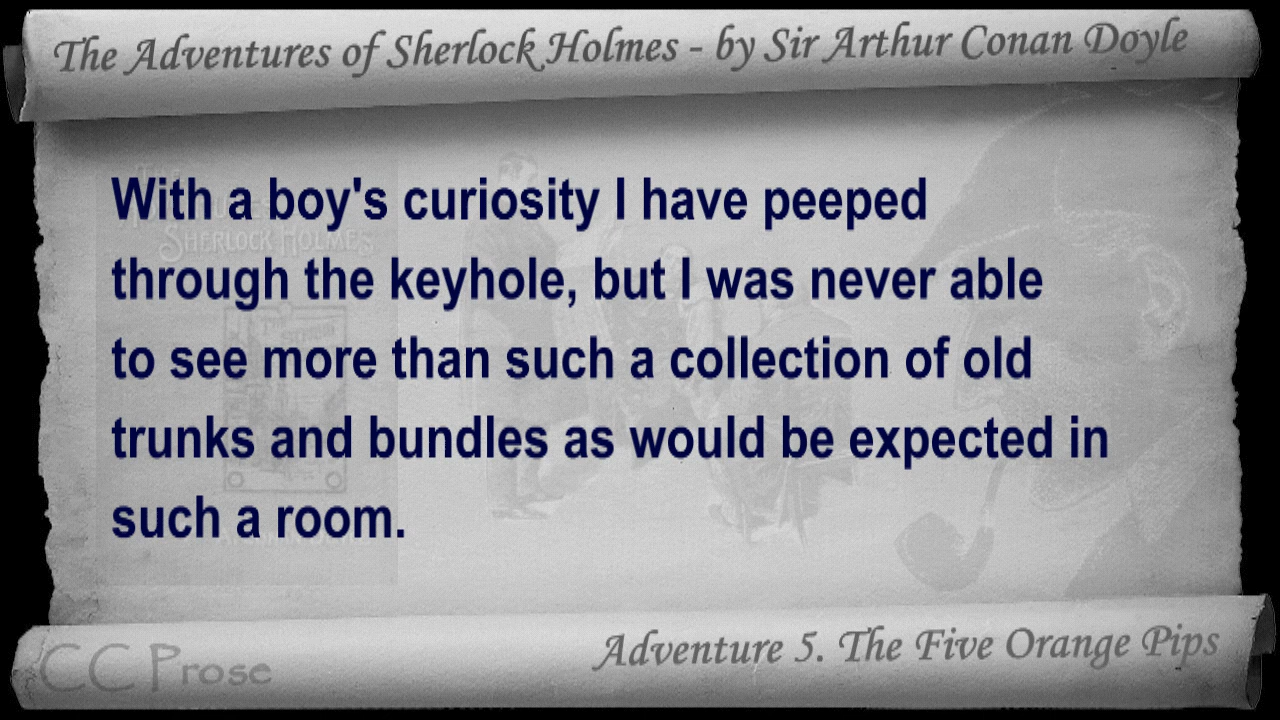 The Adventures of Sherlock Holmes - by Sir Arthur Conan Doyle
With a boy's curiosity I have peeped
through the keyhole, but I was never able
to see more than such a collection of old
trunks and bundles as would be expected in
such a room.
SHERLOCK HOLMES
CC Prose
Adventure 5. The Five Orange Pips